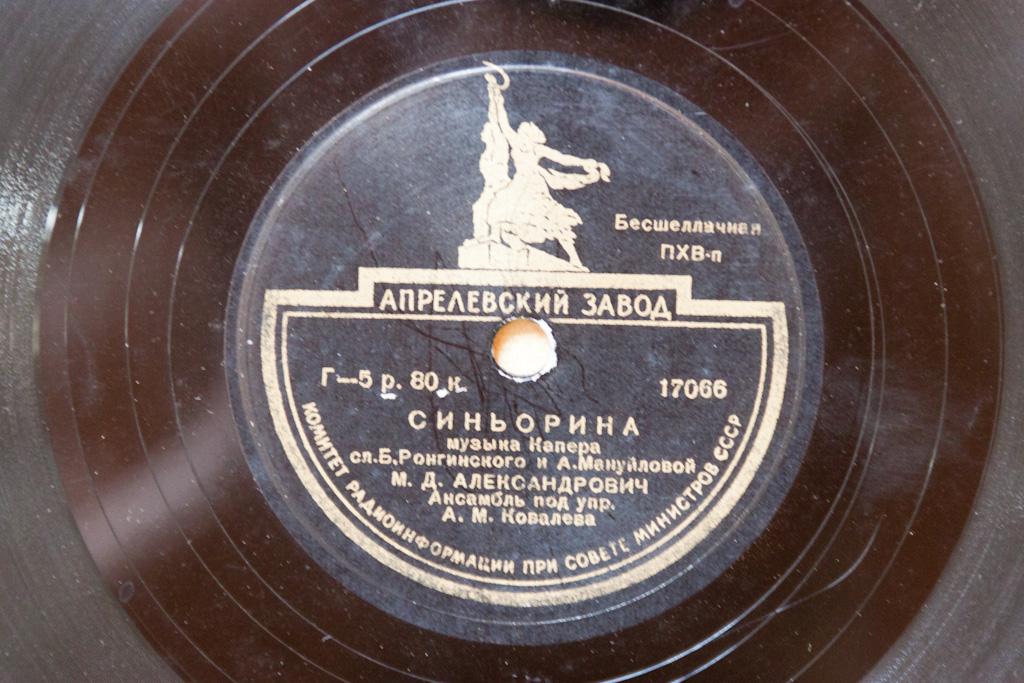 Бесшеллачная
ПХВ-п
АПРЕЛЕВСКИЙ ЗАВОД
Г—5 р. 80 к.
17066
СИНЬОРИНА
музыка Капера
сл.Б.Ронгинского и А.Мануйловой
М. Д. АЛЕКСАНДРОВИЧ
Ансамбль под упр.
А. М. Ковалева
КОМИТЕТ РАДИОИНФОРМАЦИИ ПРИ СОВЕТЕ МИНИСТРОВ СССР